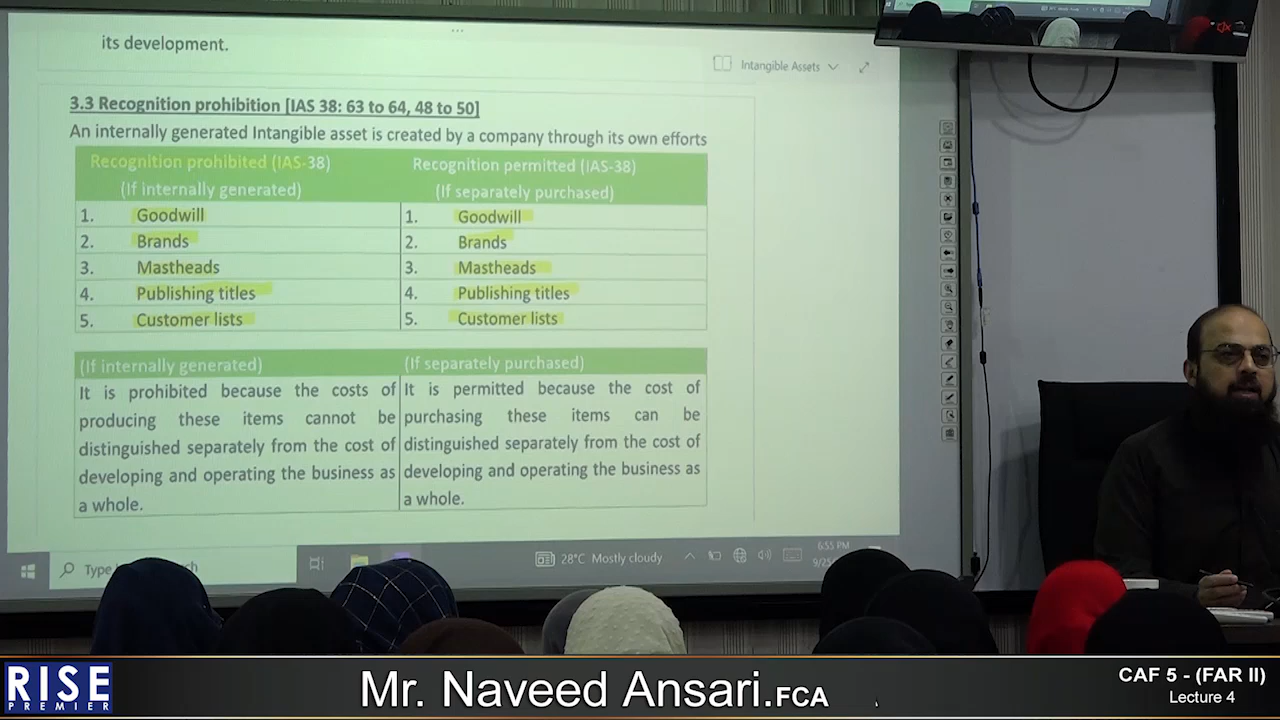 its development.
Intangible Assets
3.3 Recognition prohibition [IAS 38: 63 to 64, 48 to 50]
An internally generated Intangible asset is created by a company through its own efforts
Recognition prohibited (IAS-38)
(If internally generated)
Recognition permitted (IAS-38)
(If separately purchased)
1. Goodwill
1. Goodwill
2. Brands
2. Brands
3. Mastheads
3. Mastheads
4. Publishing titles
4. Publishing titles
5. Customer lists
5. Customer lists
(If internally generated)
It is prohibited because the costs of
producing these items cannot be
distinguished separately from the cost of
developing and operating the business as
a whole.
(If separately purchased)
It is permitted because the cost of
purchasing these items can be
distinguished separately from the cost of
developing and operating the business as
a whole.
28°C Mostly cloudy
6:55 PM
RISE
PREMIER
Mr. Naveed Ansari.FCA
CAF 5 - (FAR II)
Lecture 4